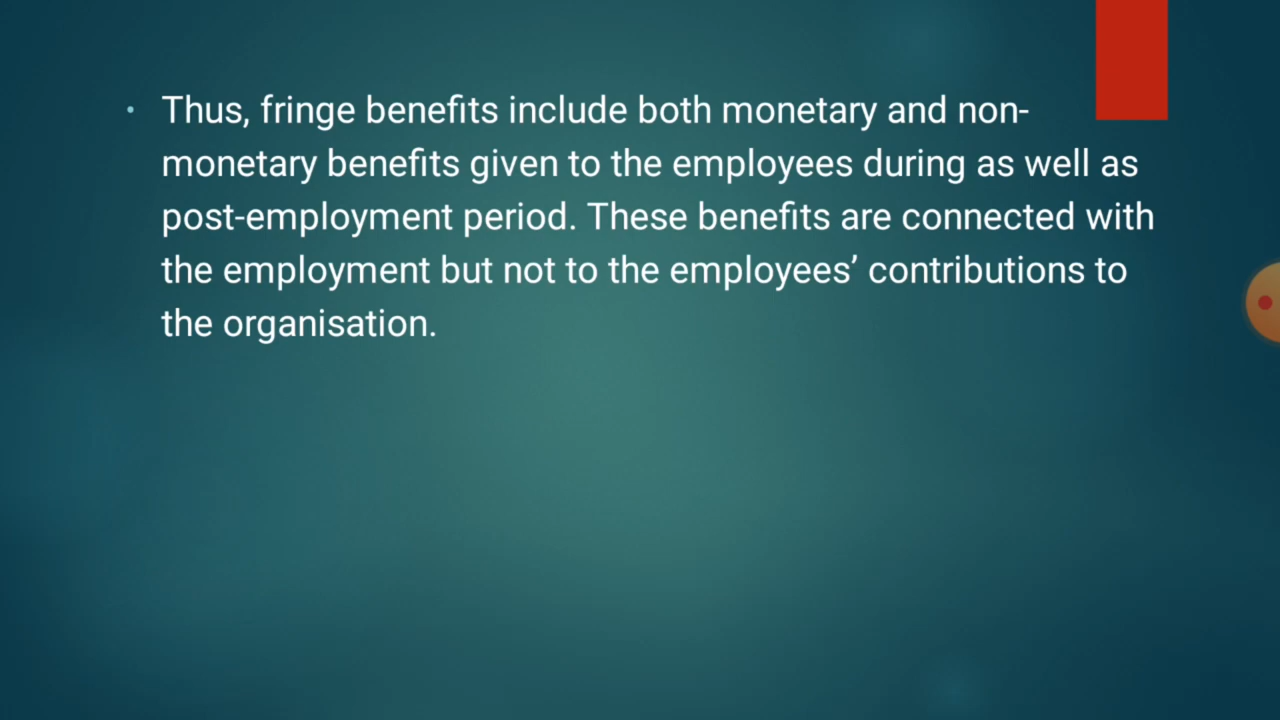 • Thus, fringe benefits include both monetary and non-
monetary benefits given to the employees during as well as
post-employment period. These benefits are connected with
the employment but not to the employees’ contributions to
the organisation.